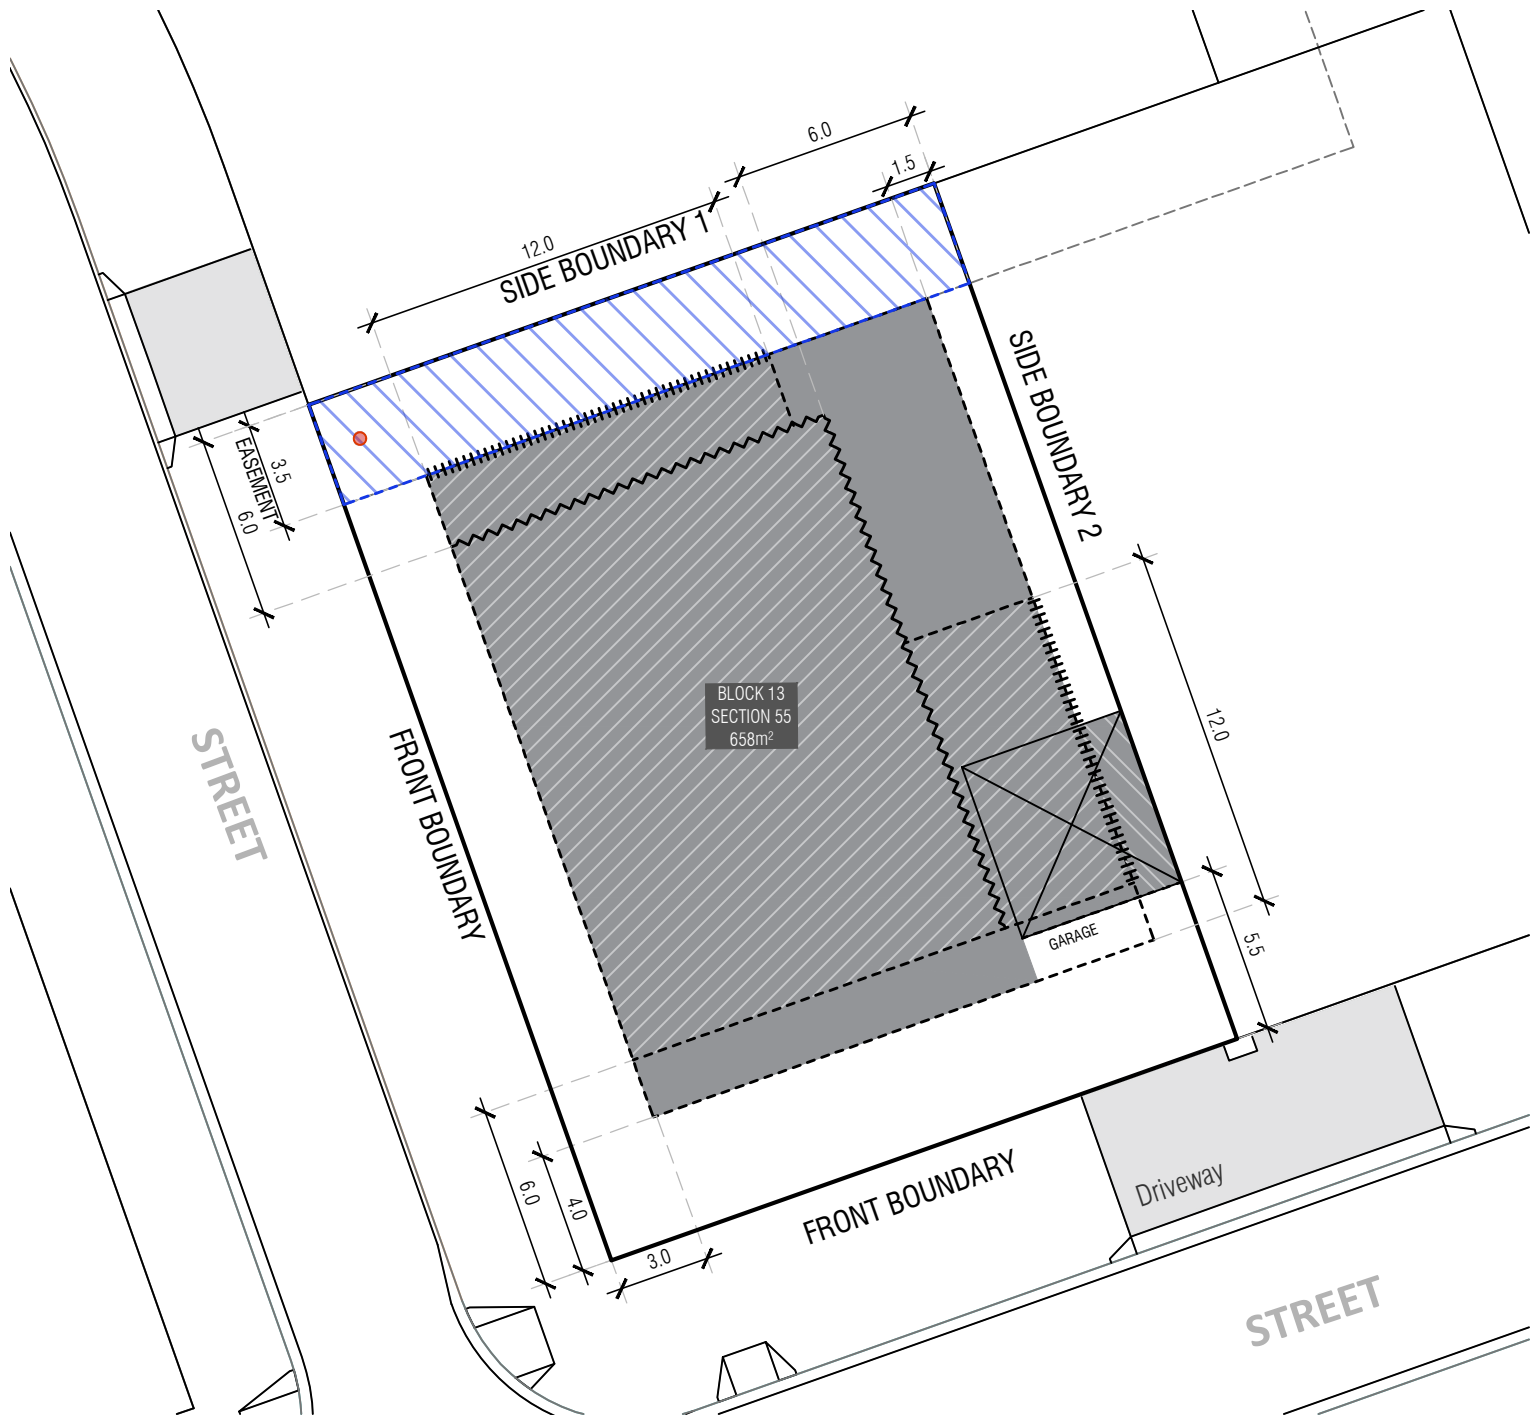 6.0
1.5
12.0
SIDE BOUNDARY 1
EASEMENT
3.5
6.0
SIDE BOUNDARY 2
BLOCK 13
SECTION 55
658m²
12.0
STREET
FRONT BOUNDARY
GARAGE
5.5
6.0
4.0
3.0
FRONT BOUNDARY
Driveway
STREET